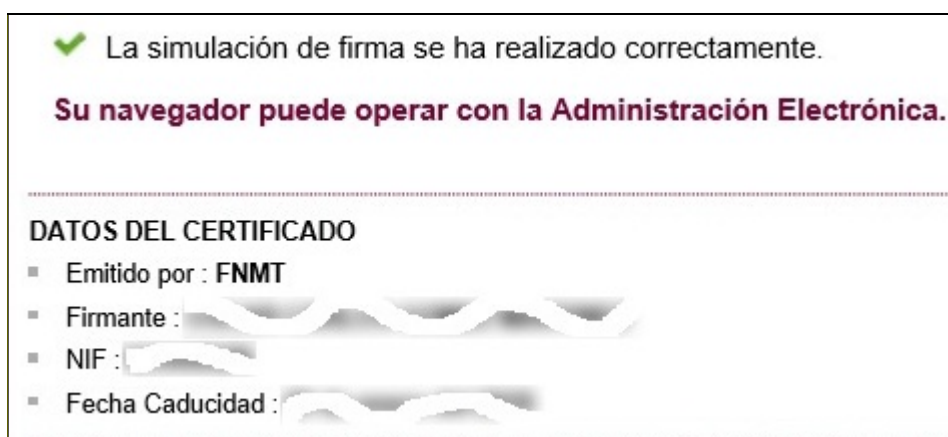 La simulación de firma se ha realizado correctamente.
Su navegador puede operar con la Administración Electrónica.
DATOS DEL CERTIFICADO
Emitido por : FNMT
Firmante :
NIF :
Fecha Caducidad :